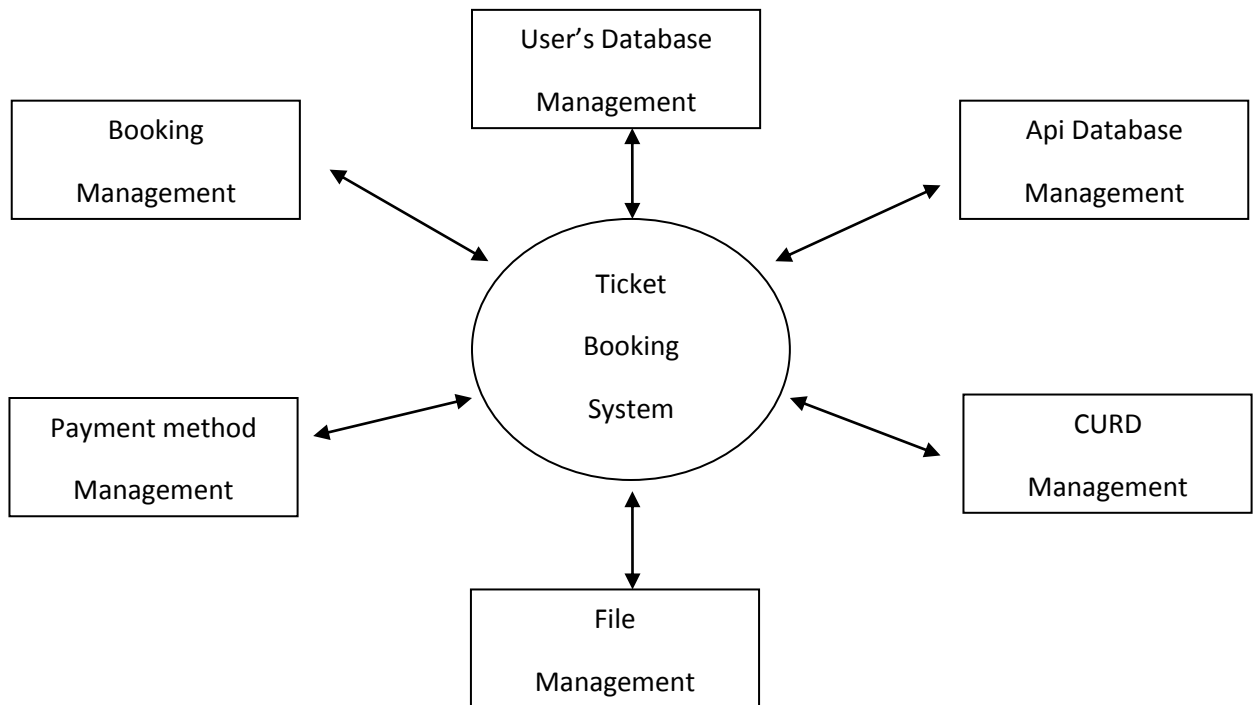 User’s Database
Management
Booking
Management
Api Database
Management
Ticket
Booking
System
Payment method
Management
CURD
Management
File
Management